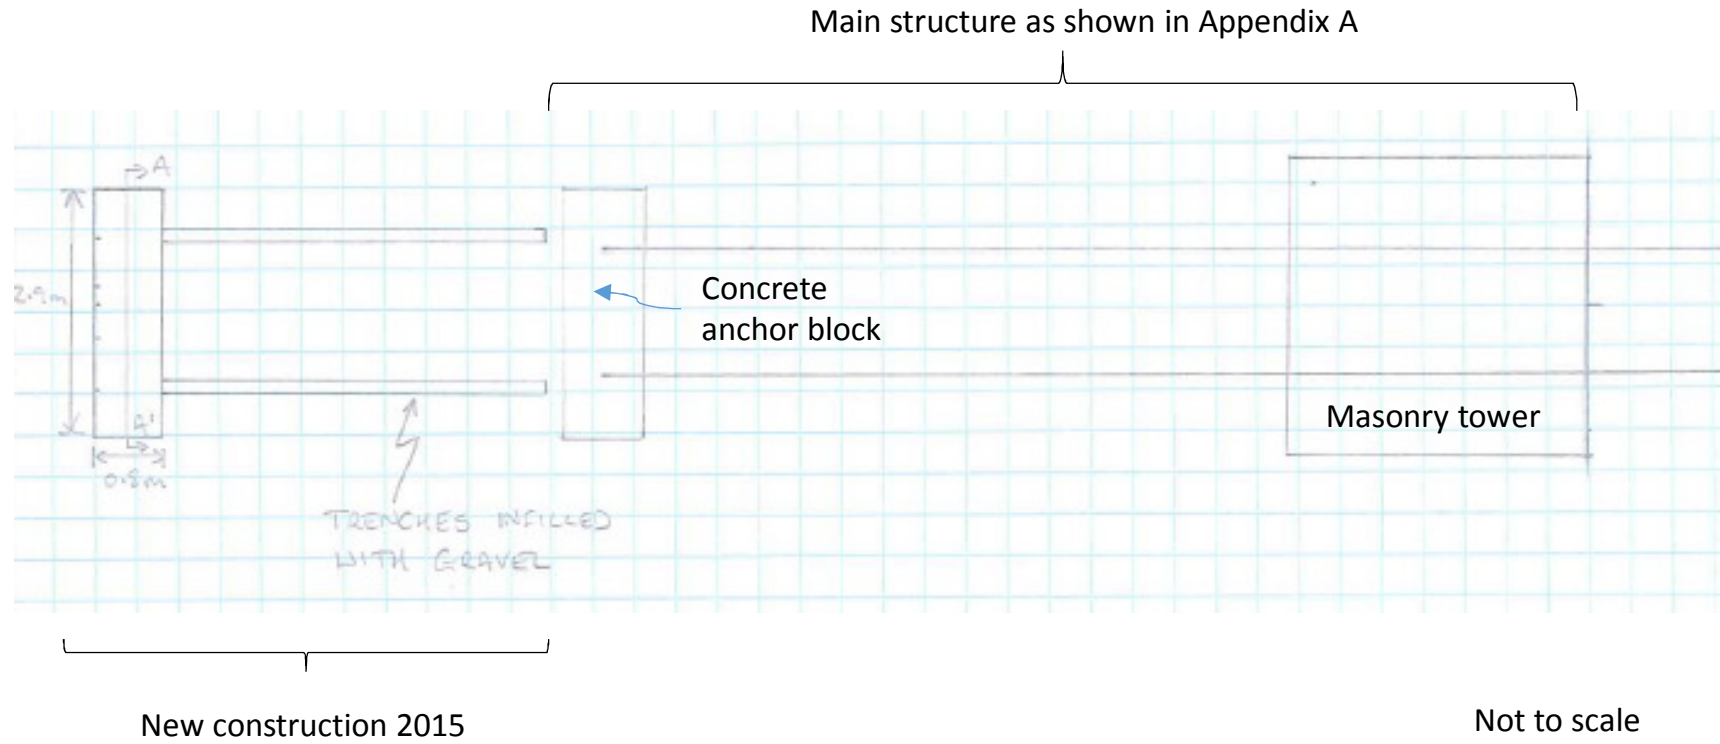 Main structure as shown in Appendix A
A
2.9m
Concrete
anchor block
Masonry tower
A'
0.8m
TRENCHES INFILLED
WITH GRAVEL
New construction 2015
Not to scale